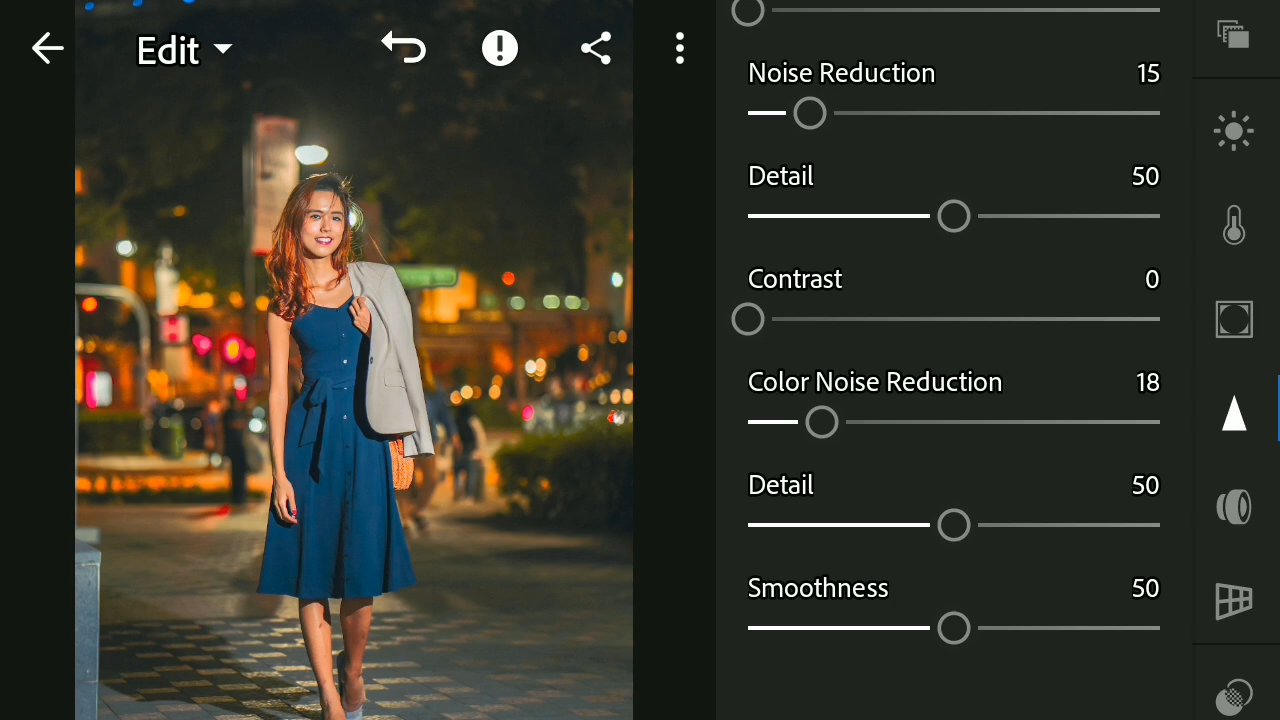 Edit
Noise Reduction 15
Detail 50
Contrast 0
Color Noise Reduction 18
Detail 50
Smoothness 50